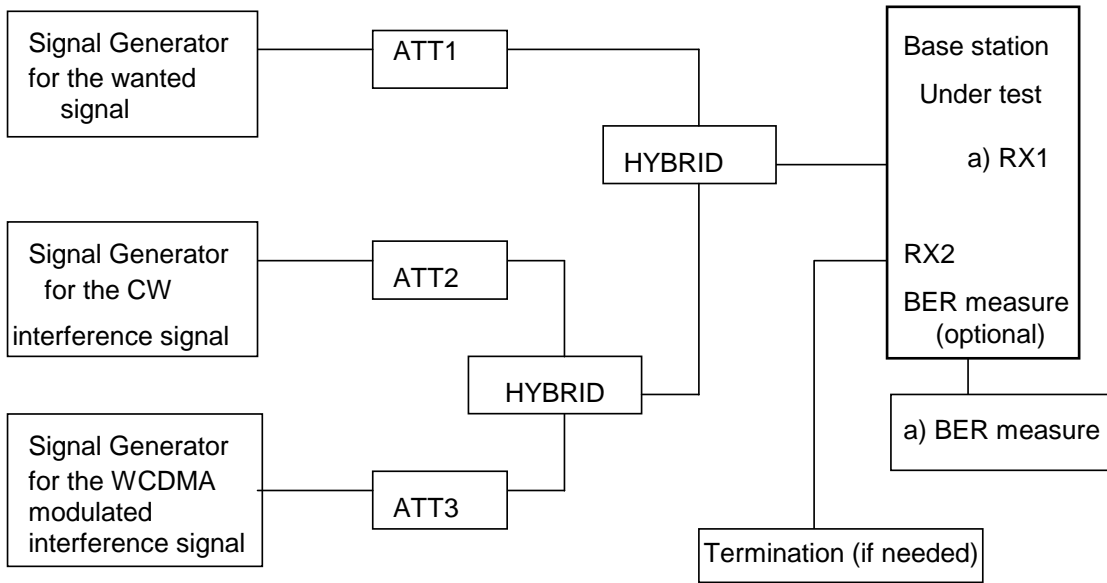 Signal Generator
for the wanted
signal
ATT1
HYBRID
Base station
Under test
a) RX1
RX2
BER measure
(optional)
Signal Generator
for the CW
interference signal
ATT2
HYBRID
a) BER measure
Signal Generator
for the WCDMA
modulated
interference signal
ATT3
Termination (if needed)